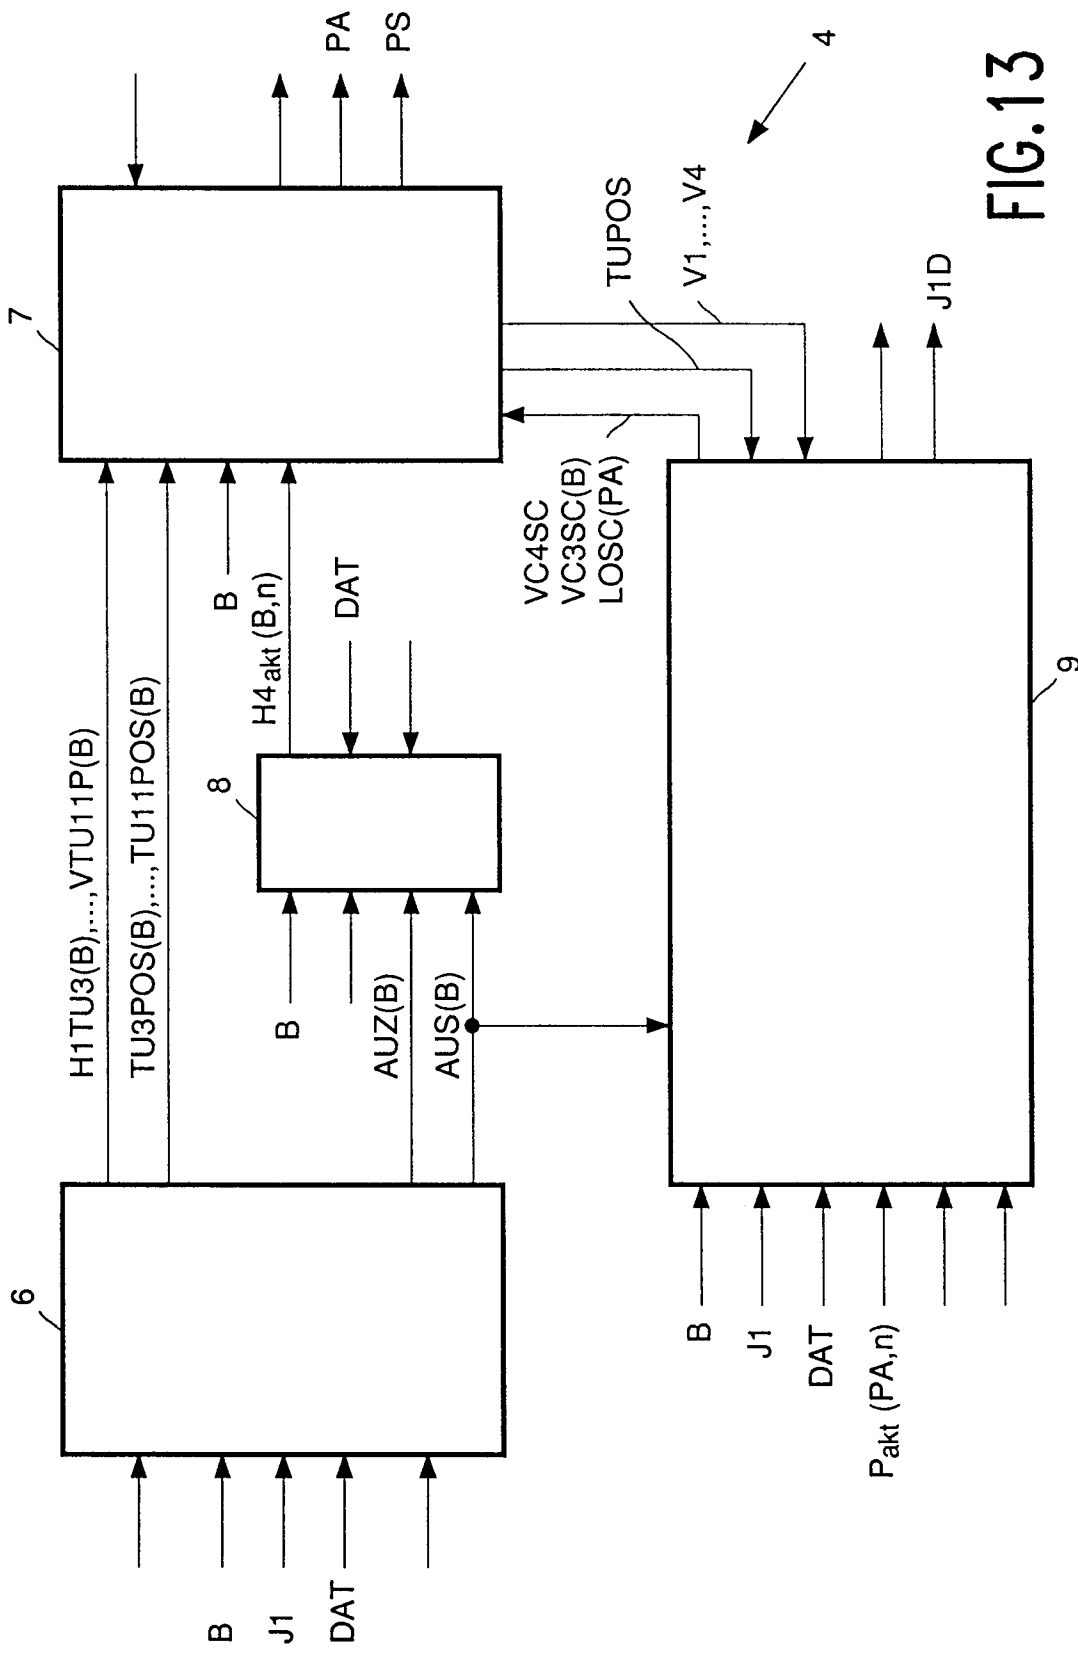 6
B
J1
DAT
H1TU3(B),...,VTU11P(B)
TU3POS(B),...,TU11POS(B)
AUZ(B)
AUS(B)
B
8
H4akt (B,n)
DAT
B
7
PA
PS
VC4SC
VC3SC(B)
LOSC(PA)
TUPOS
V1,...,V4
4
B
J1
DAT
Pakt (PA,n)
9
J1D
FIG.13